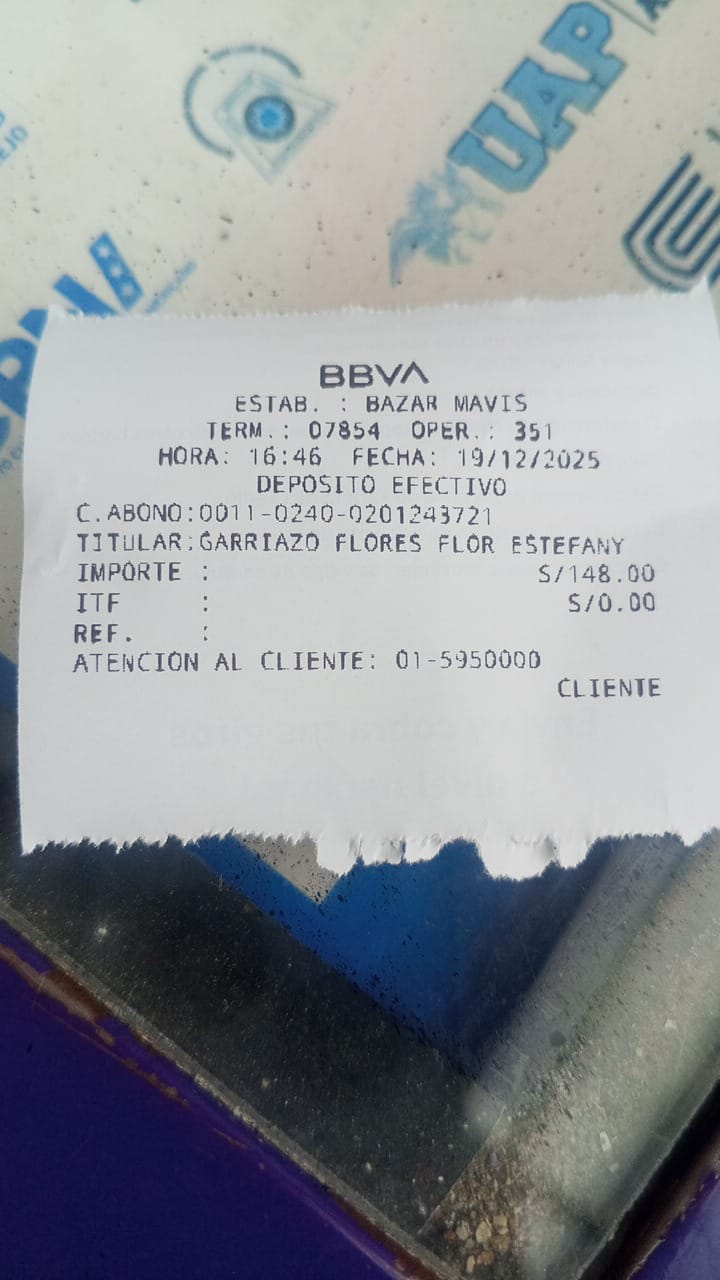 UAP
BBVA
ESTAB. : BAZAR MAVIS
TERM.: 07854 OPER.: 351
HORA: 16:46 FECHA: 19/12/2025
DEPOSITO EFECTIVO
C.ABONO:0011-0240-0201243721
TITULAR:GARRIAZO FLORES FLOR ESTEFANY
IMPORTE : S/148.00
ITF : S/0.00
REF. :
ATENCION AL CLIENTE: 01-5950000
CLIENTE